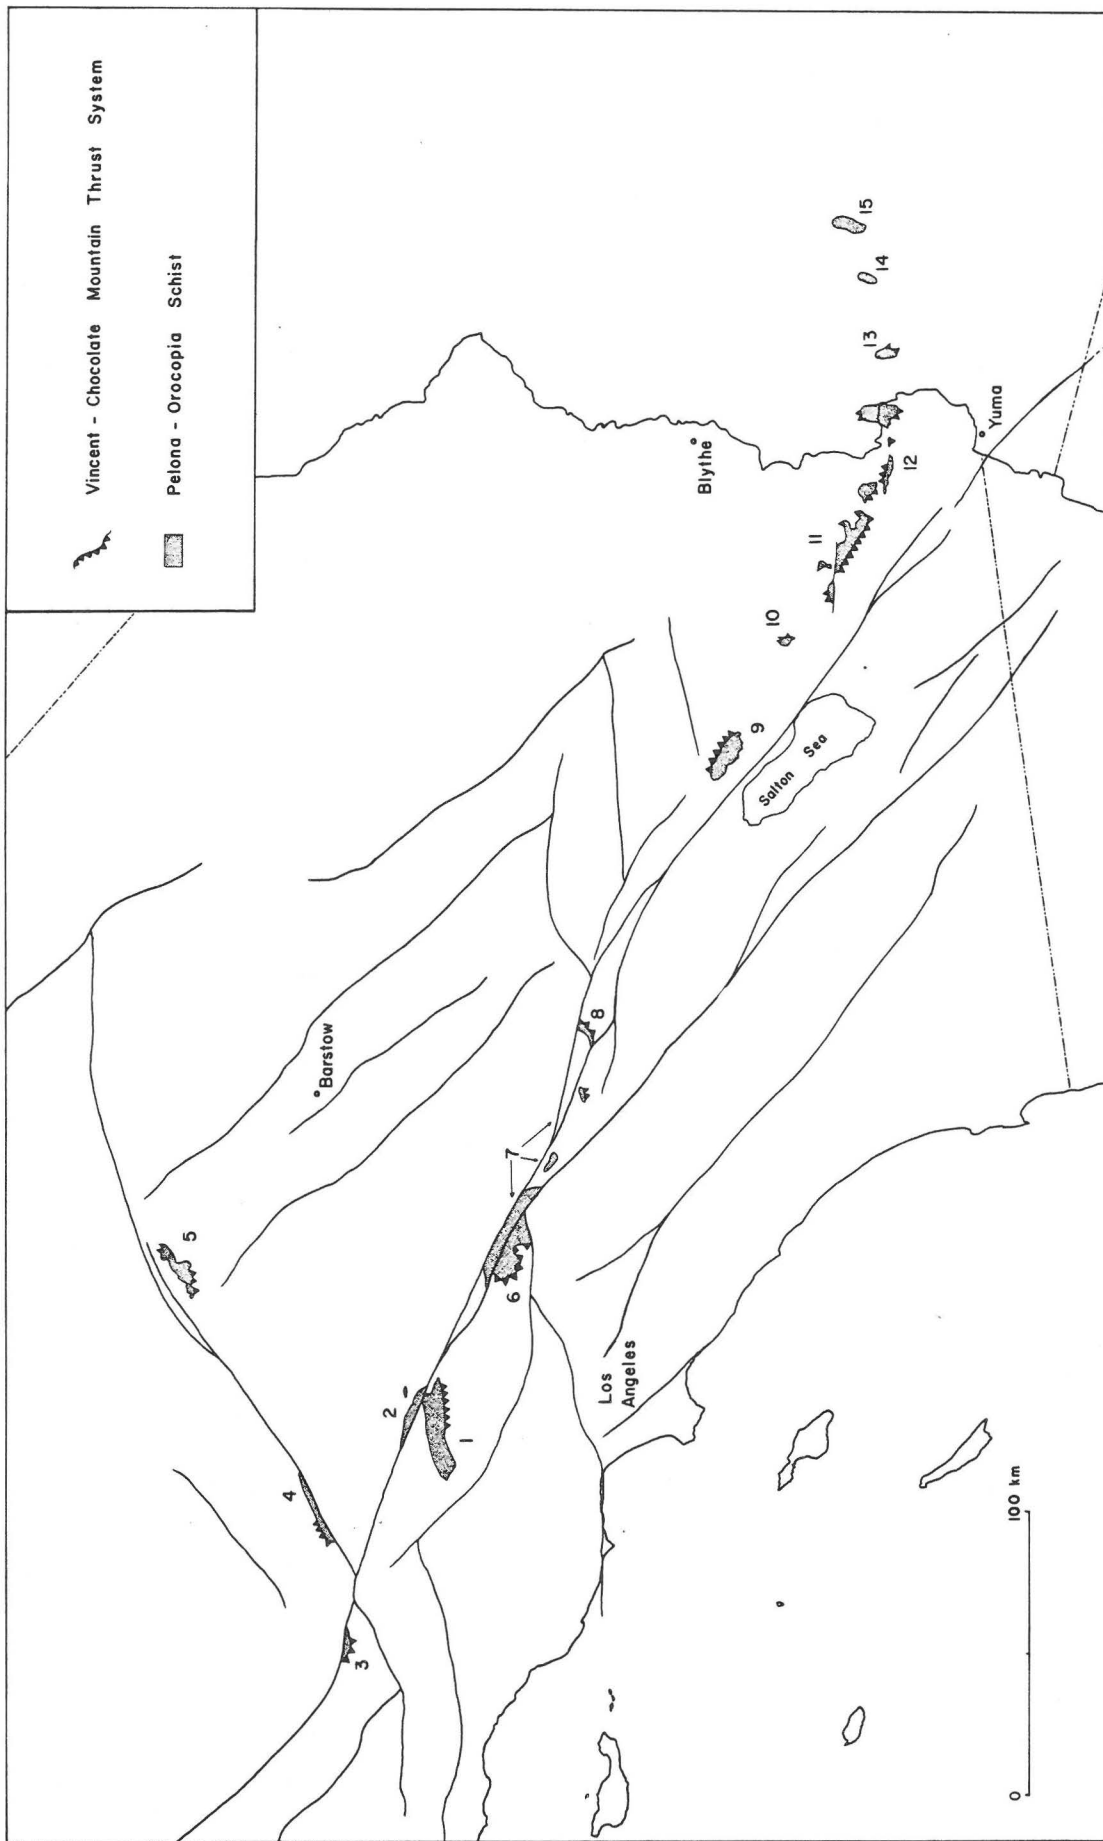 Vincent - Chocolate Mountain Thrust System
Pelona - Orocopia Schist
Barstow
Blythe
Yuma
Salton Sea
Los
Angeles
1
2
3
4
5
6
7
8
9
10
11
12
13
14
15
0
100 km